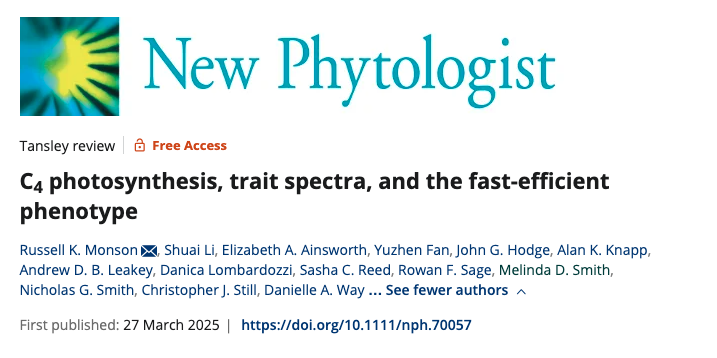 New Phytologist
Tansley review | Free Access
C₄ photosynthesis, trait spectra, and the fast-efficient
phenotype
Russell K. Monson, Shuai Li, Elizabeth A. Ainsworth, Yuzhen Fan, John G. Hodge, Alan K. Knapp,
Andrew D. B. Leakey, Danica Lombardozzi, Sasha C. Reed, Rowan F. Sage, Melinda D. Smith,
Nicholas G. Smith, Christopher J. Still, Danielle A. Way ... See fewer authors
First published: 27 March 2025 | https://doi.org/10.1111/nph.70057